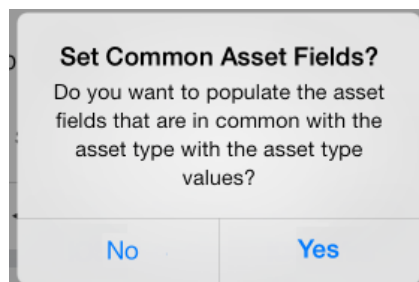 Set Common Asset Fields?
Do you want to populate the asset
fields that are in common with the
asset type with the asset type
values?
No
Yes